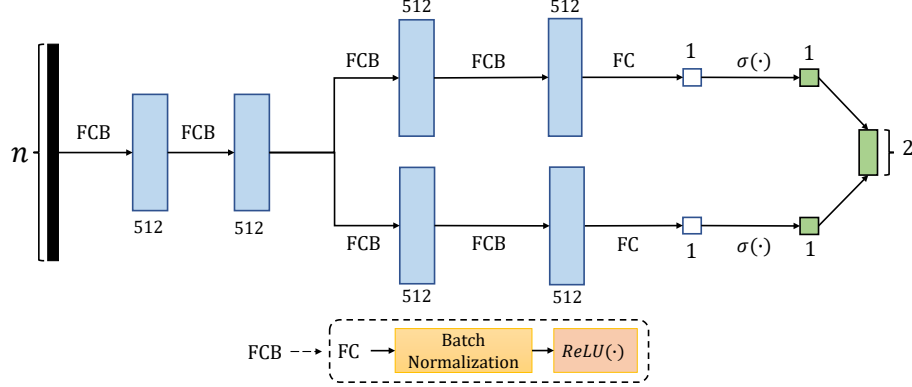 512
512
FCB
FCB
FC
1
σ(·)
1
n
FCB
FCB
2
512
512
FCB
FCB
FC
1
σ(·)
1
512
512
FCB
FC
Batch
Normalization
ReLU(·)